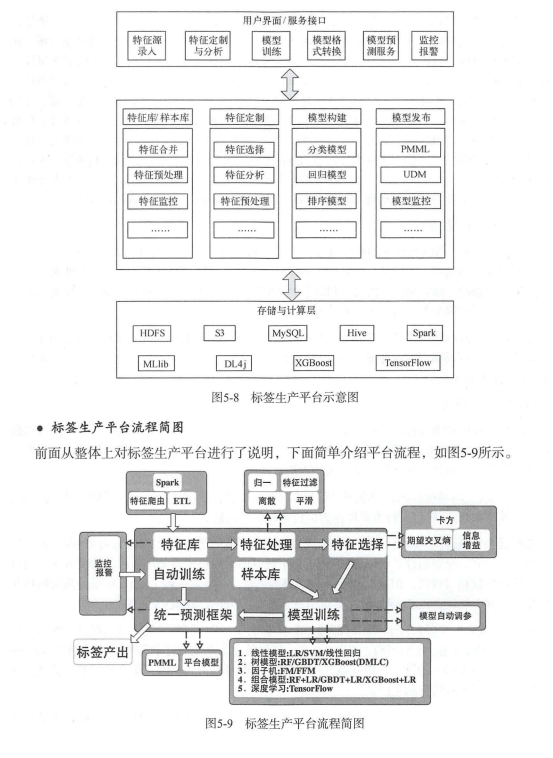 用户界面/服务接口
特征源录入
特征定制与分析
模型训练
模型格式转换
模型预测服务
监控报警
特征库/样本库
特征定制
模型构建
模型发布
特征合并
特征选择
分类模型
PMML
特征预处理
特征分析
回归模型
UDM
特征监控
特征预处理
排序模型
模型监控
……
……
……
……
存储与计算层
HDFS
S3
MySQL
Hive
Spark
MLlib
DL4j
XGBoost
TensorFlow
图5-8 标签生产平台示意图
● 标签生产平台流程简图
前面从整体上对标签生产平台进行了说明，下面简单介绍平台流程，如图5-9所示。
Spark
特征爬虫
ETL
归一
特征过滤
离散
平滑
卡方
期望交叉熵
信息增益
特征库
特征处理
特征选择
监控报警
自动训练
样本库
统一预测框架
模型训练
模型自动调参
标签产出
PMML
平台模型
1. 线性模型:LR/SVM/线性回归
2. 树模型:RF/GBDT/XGBoost(DMLC)
3. 因子机:FM/FFM
4. 组合模型:RF+LR/GBDT+LR/XGBoost+LR
5. 深度学习:TensorFlow
图5-9 标签生产平台流程简图